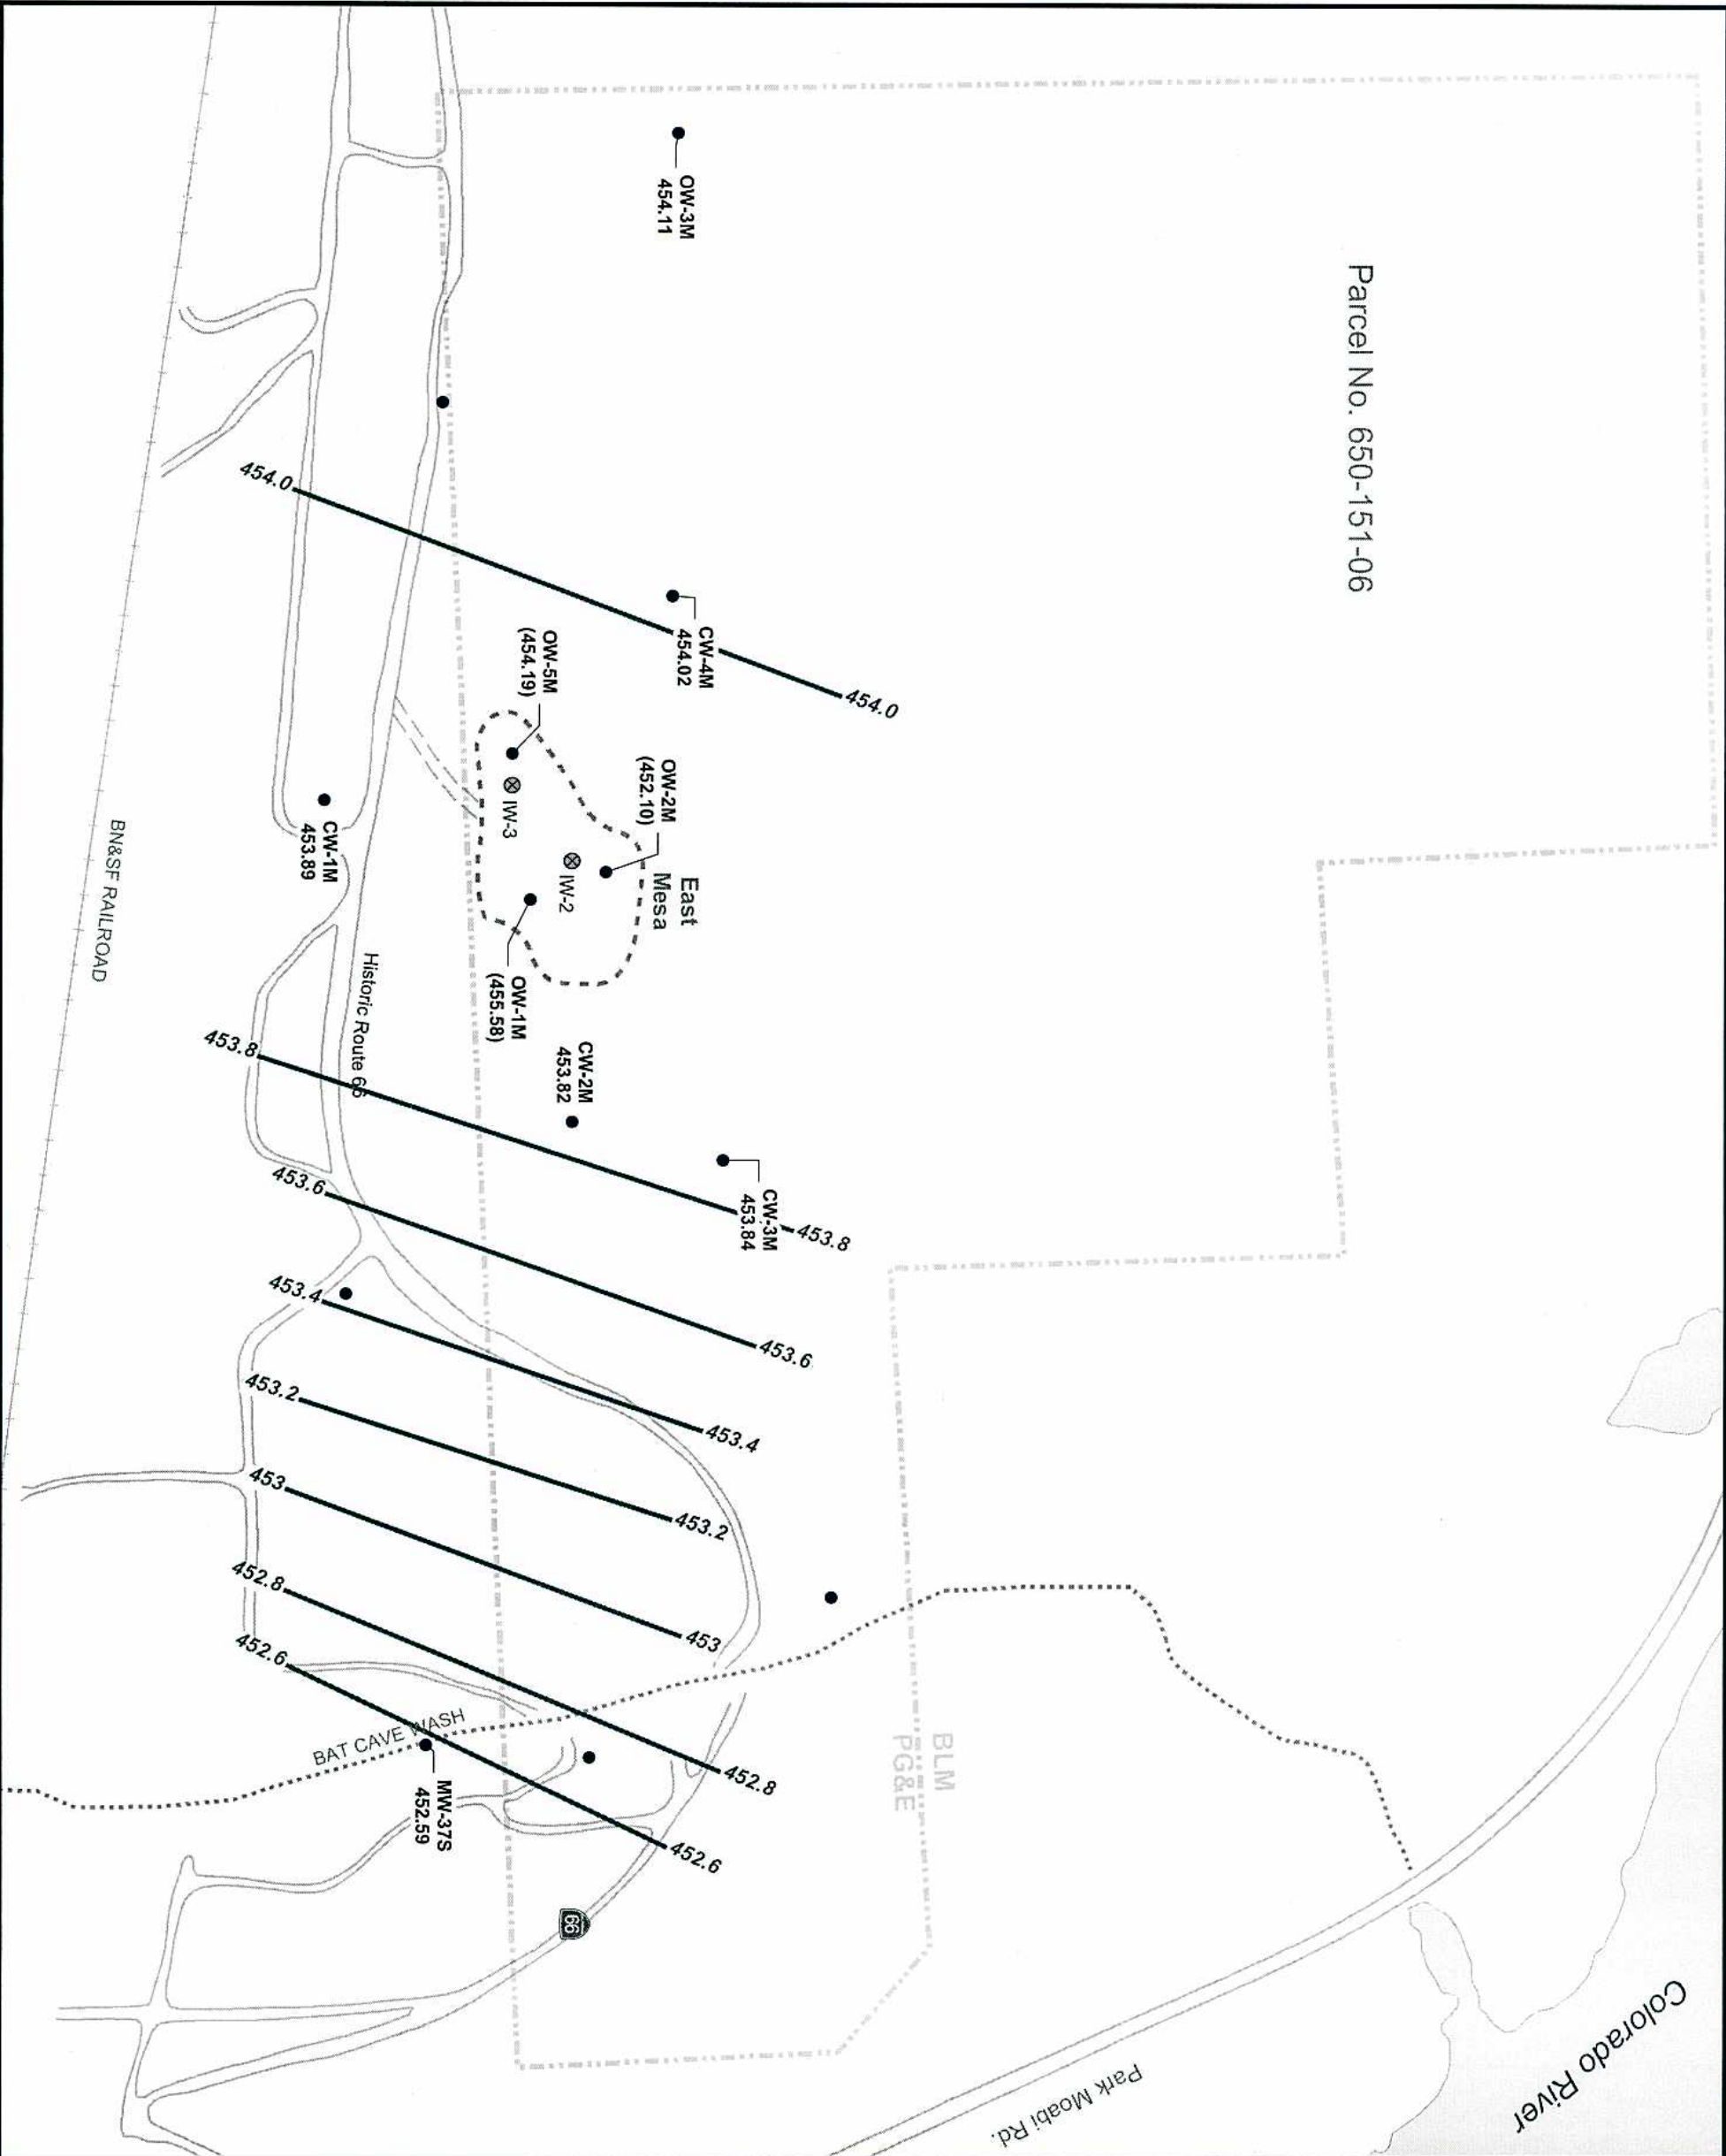 Parcel No. 650-151-06
OW-3M
454.11
454.0
454.0
CW-4M
454.02
OW-5M
(454.19)
IW-3
OW-2M
(452.10)
IW-2
East
Mesa
OW-1M
(455.58)
CW-1M
453.89
BN&SF RAILROAD
Historic Route 66
CW-2M
453.82
CW-3M
453.84
453.8
453.8
453.6
453.6
453.4
453.4
453.2
453.2
453
453
452.8
452.8
452.6
452.6
BAT CAVE WASH
MW-37S
452.59
BLM
PG&E
66
Park Moabi Rd.
Colorado River